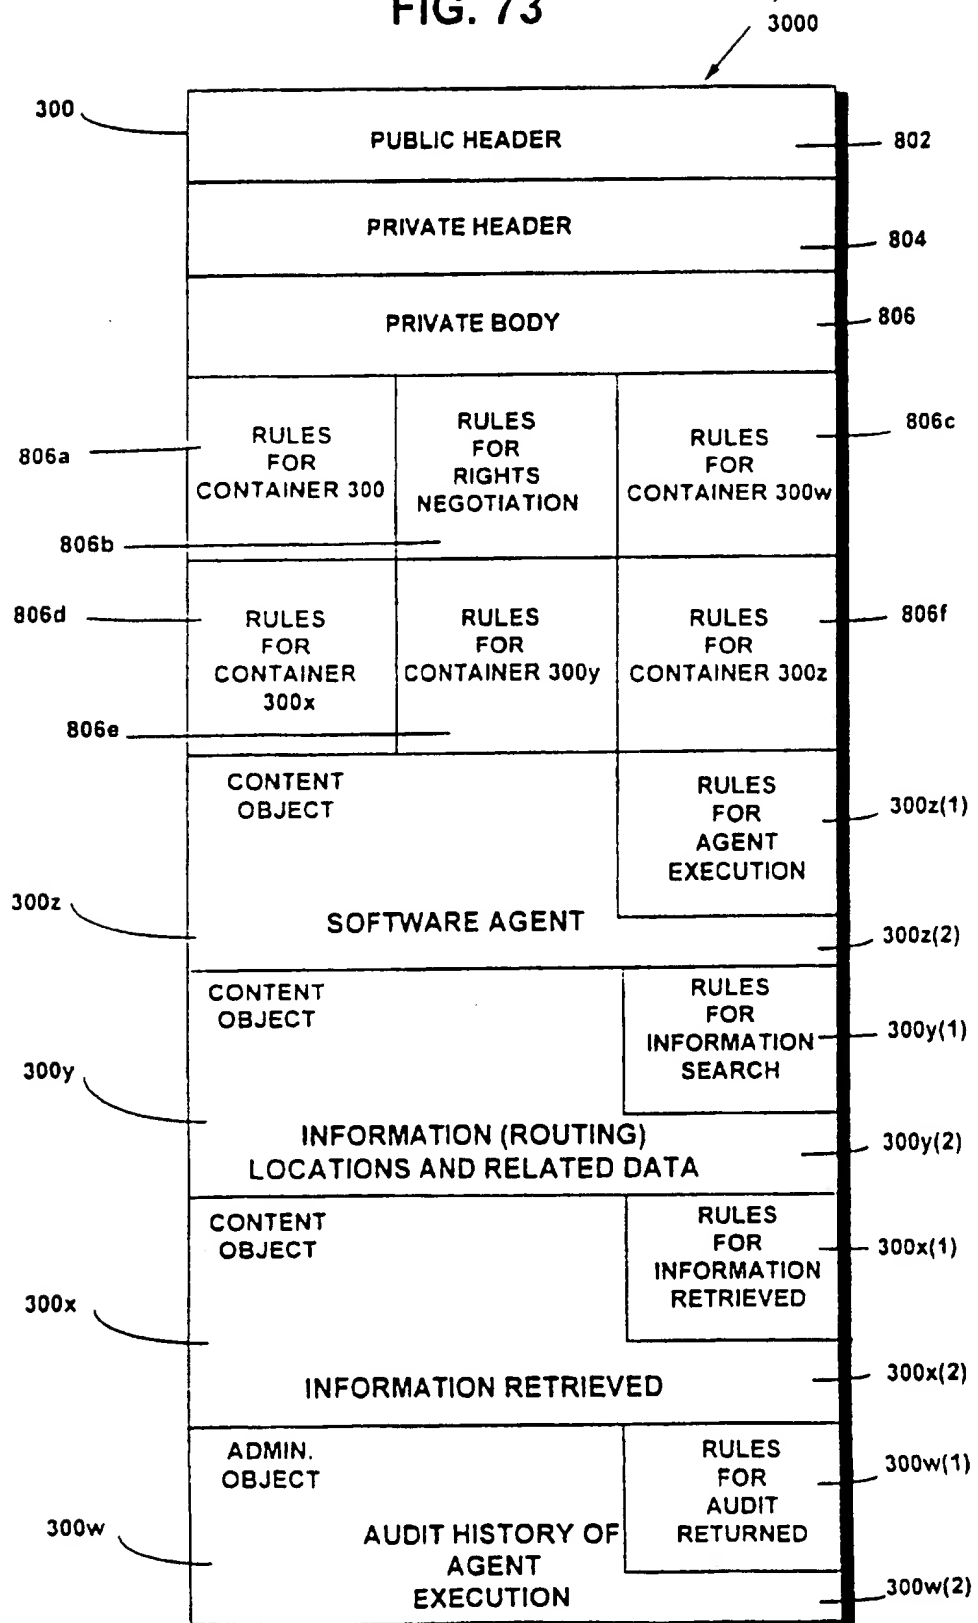 FIG. 73
3000
300
PUBLIC HEADER
802
PRIVATE HEADER
804
PRIVATE BODY
806
806a
RULES
FOR
CONTAINER 300
RULES
FOR
RIGHTS
NEGOTIATION
806b
RULES
FOR
CONTAINER 300w
806c
806d
RULES
FOR
CONTAINER
300x
RULES
FOR
CONTAINER 300y
806e
RULES
FOR
CONTAINER 300z
806f
CONTENT
OBJECT
RULES
FOR
AGENT
EXECUTION
300z(1)
300z
SOFTWARE AGENT
300z(2)
CONTENT
OBJECT
RULES
FOR
INFORMATION
SEARCH
300y(1)
300y
INFORMATION (ROUTING)
LOCATIONS AND RELATED DATA
300y(2)
CONTENT
OBJECT
RULES
FOR
INFORMATION
RETRIEVED
300x(1)
300x
INFORMATION RETRIEVED
300x(2)
ADMIN.
OBJECT
RULES
FOR
AUDIT
RETURNED
300w(1)
300w
AUDIT HISTORY OF
AGENT
EXECUTION
300w(2)